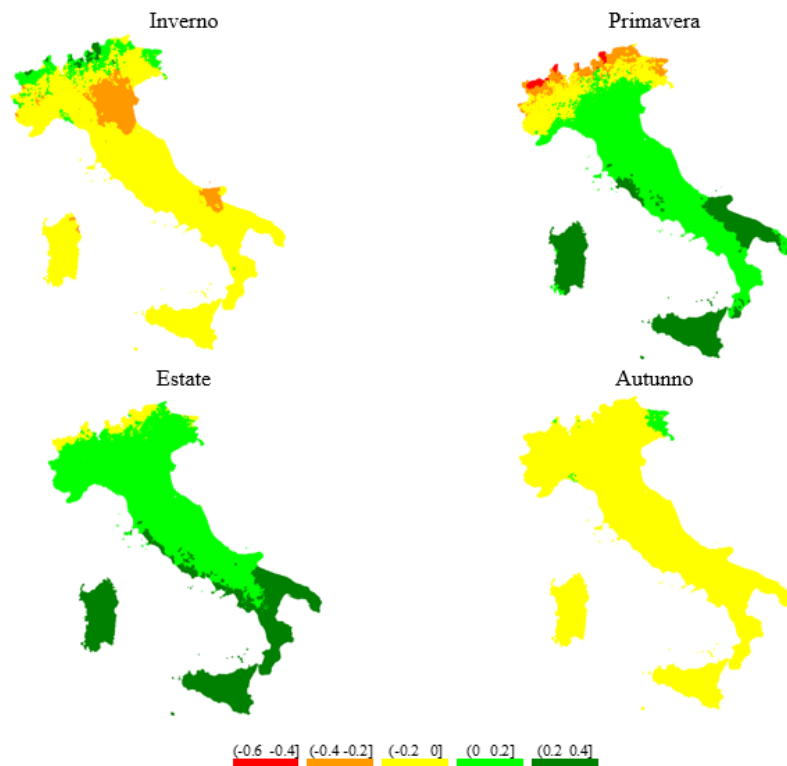 Inverno
Primavera
Estate
Autunno
(-0.6 -0.4] (-0.4 -0.2] (-0.2 0] (0 0.2] (0.2 0.4]